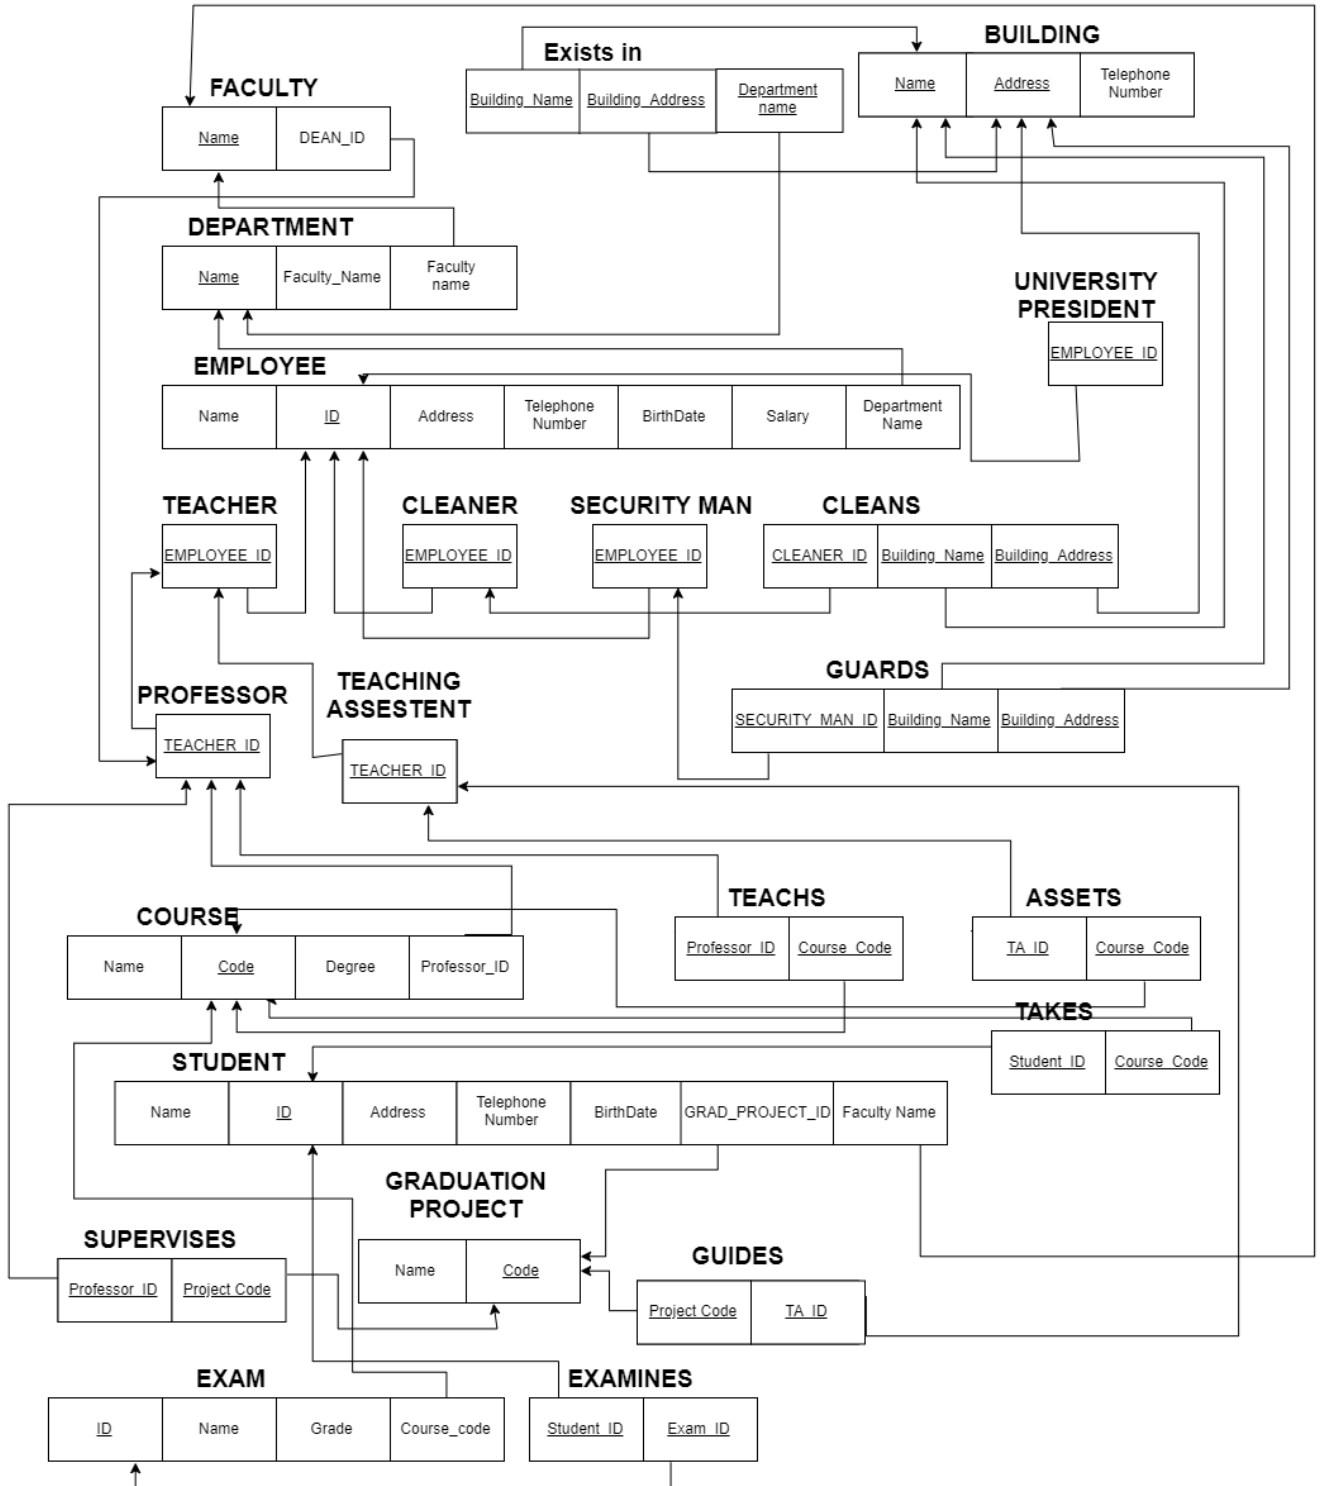 Exists in
BUILDING
Building_Name
Building_Address
Department
name
Name
Address
Telephone
Number
FACULTY
Name
DEAN_ID
DEPARTMENT
Name
Faculty_Name
Faculty
name
UNIVERSITY
PRESIDENT
EMPLOYEE_ID
EMPLOYEE
Name
ID
Address
Telephone
Number
BirthDate
Salary
Department
Name
TEACHER
CLEANER
SECURITY MAN
CLEANS
EMPLOYEE_ID
EMPLOYEE_ID
EMPLOYEE_ID
CLEANER_ID
Building_Name
Building_Address
PROFESSOR
TEACHER_ID
TEACHING
ASSESTENT
TEACHER_ID
GUARDS
SECURITY_MAN_ID
Building_Name
Building_Address
COURSE
Name
Code
Degree
Professor_ID
TEACHS
Professor_ID
Course_Code
ASSETS
TA_ID
Course_Code
TAKES
Student_ID
Course_Code
STUDENT
Name
ID
Address
Telephone
Number
BirthDate
GRAD_PROJECT_ID
Faculty Name
GRADUATION
PROJECT
Name
Code
SUPERVISES
Professor_ID
Project Code
GUIDES
Project Code
TA_ID
EXAM
ID
Name
Grade
Course_code
EXAMINES
Student_ID
Exam_ID